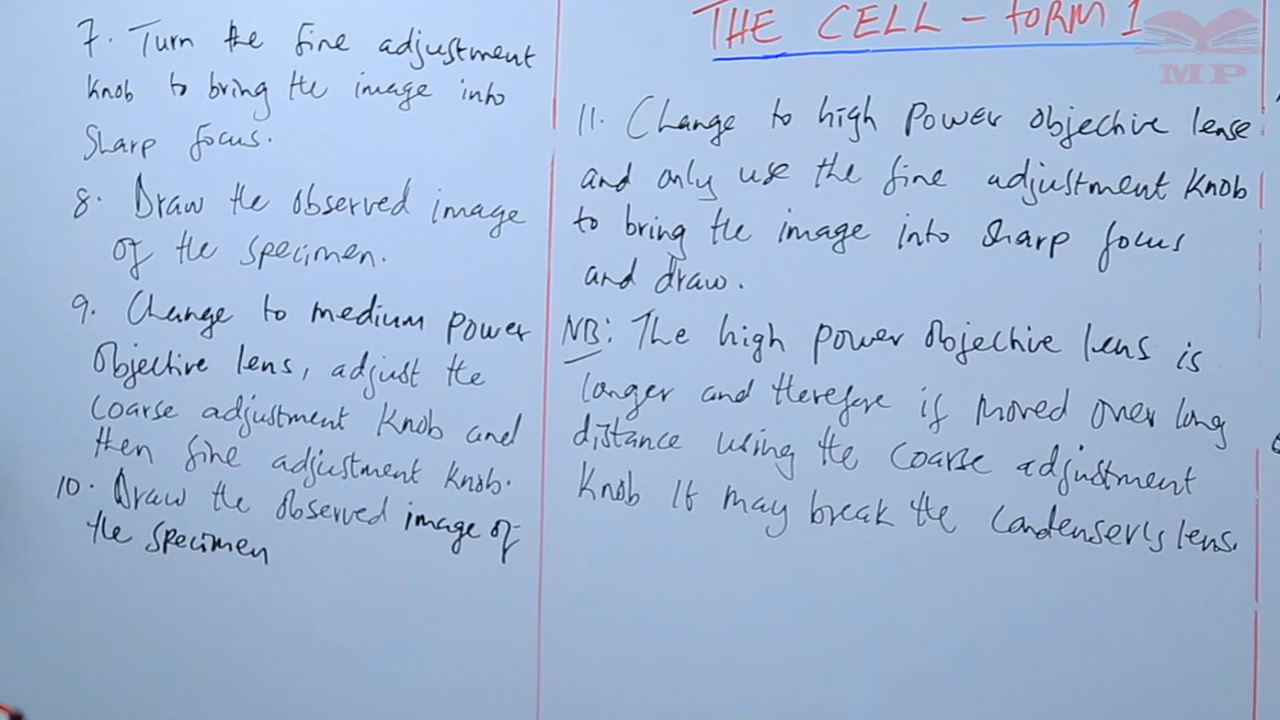 THE CELL - FORM 1
MP
7. Turn the fine adjustment
knob to bring the image into
Sharp focus.
8. Draw the observed image
of the specimen.
9. Change to medium power
Objective lens, adjust the
Coarse adjustment Knob and
then fine adjustment knob.
10. Draw the observed image of
the specimen
11. Change to high power objective lense
and only use the fine adjustment Knob
to bring the image into Sharp focus
and draw.
NB: The high power objective lens is
longer and therefore if moved over long
distance using the Coarse adjustment
Knob It may break the Condenser's lens.